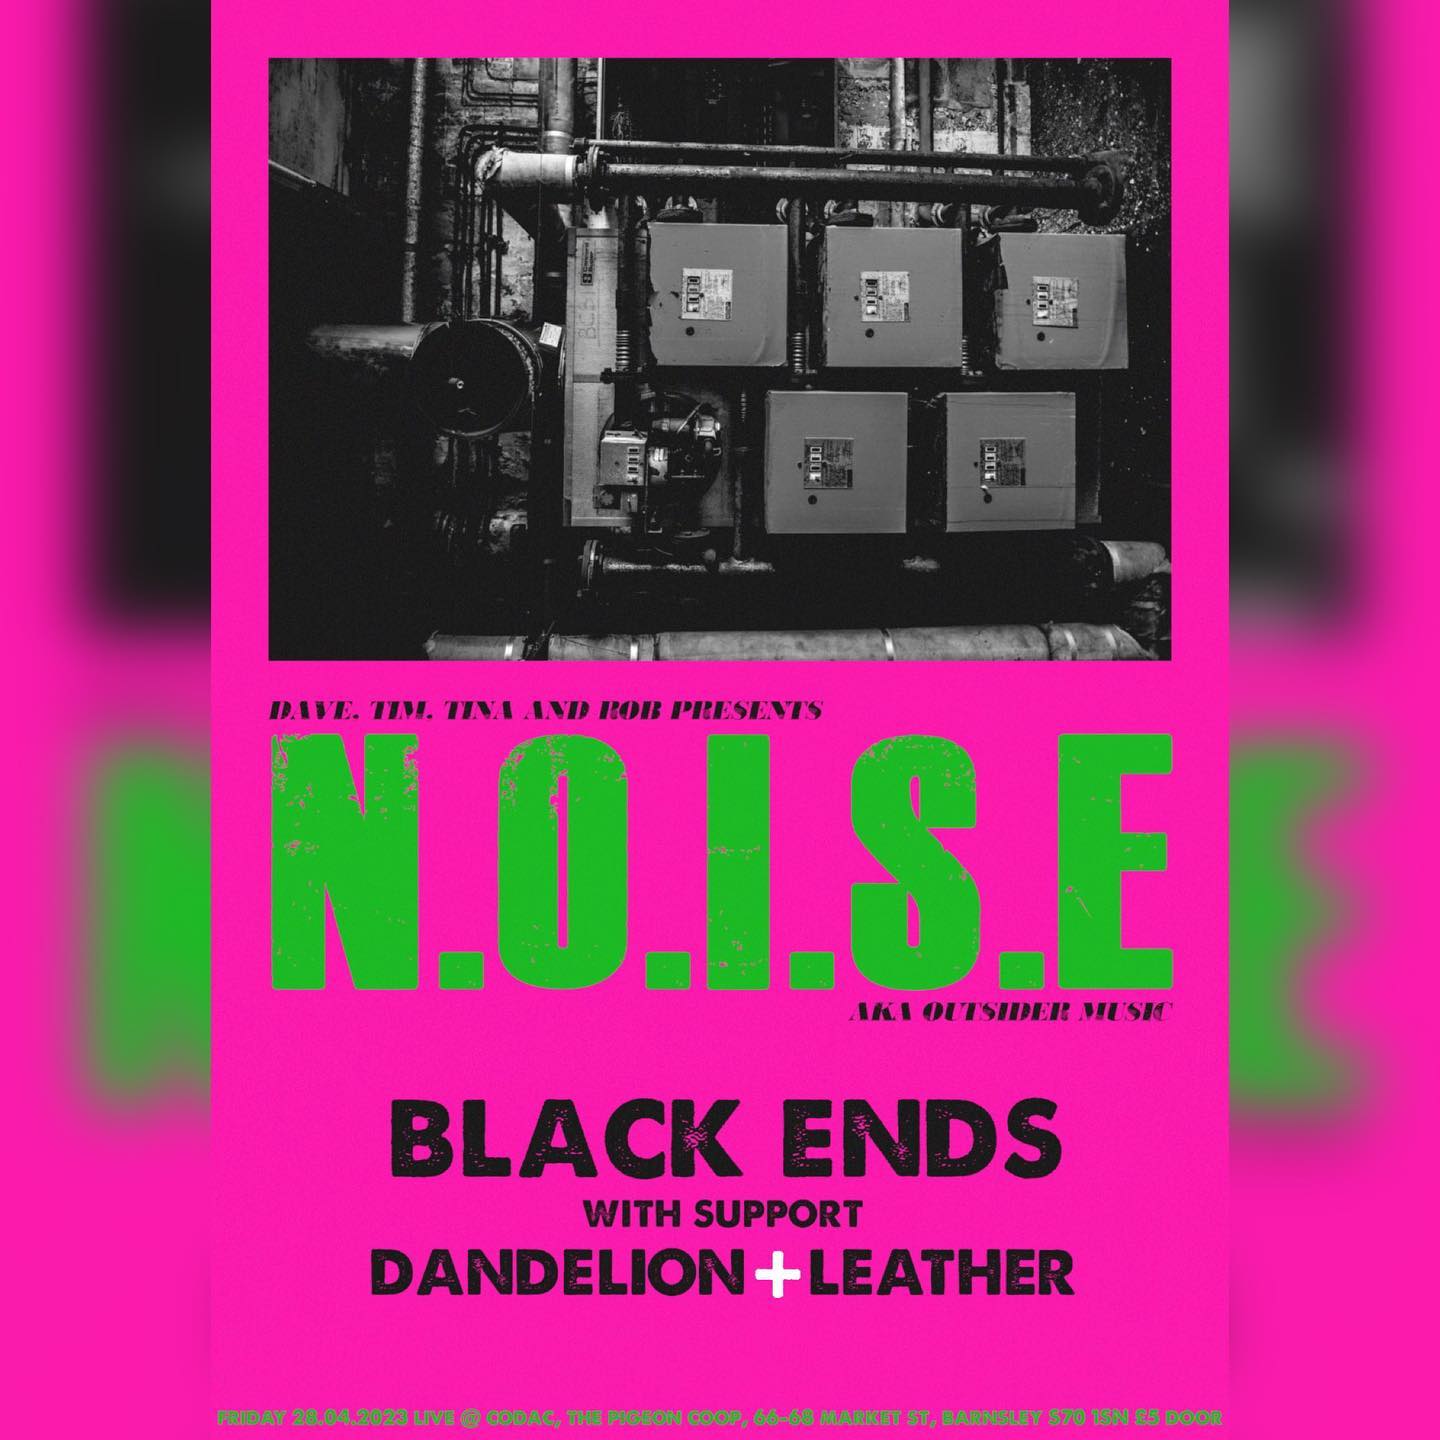 DAVE. TIM. TINA AND ROB PRESENTS
N.O.I.S.E
AKA OUTSIDER MUSIC
BLACK ENDS
WITH SUPPORT
DANDELION + LEATHER
FRIDAY 28.04.2023 LIVE @ CODAC, THE PIGEON COOP, 66-68 MARKET ST, BARNSLEY S70 1SN £5 DOOR